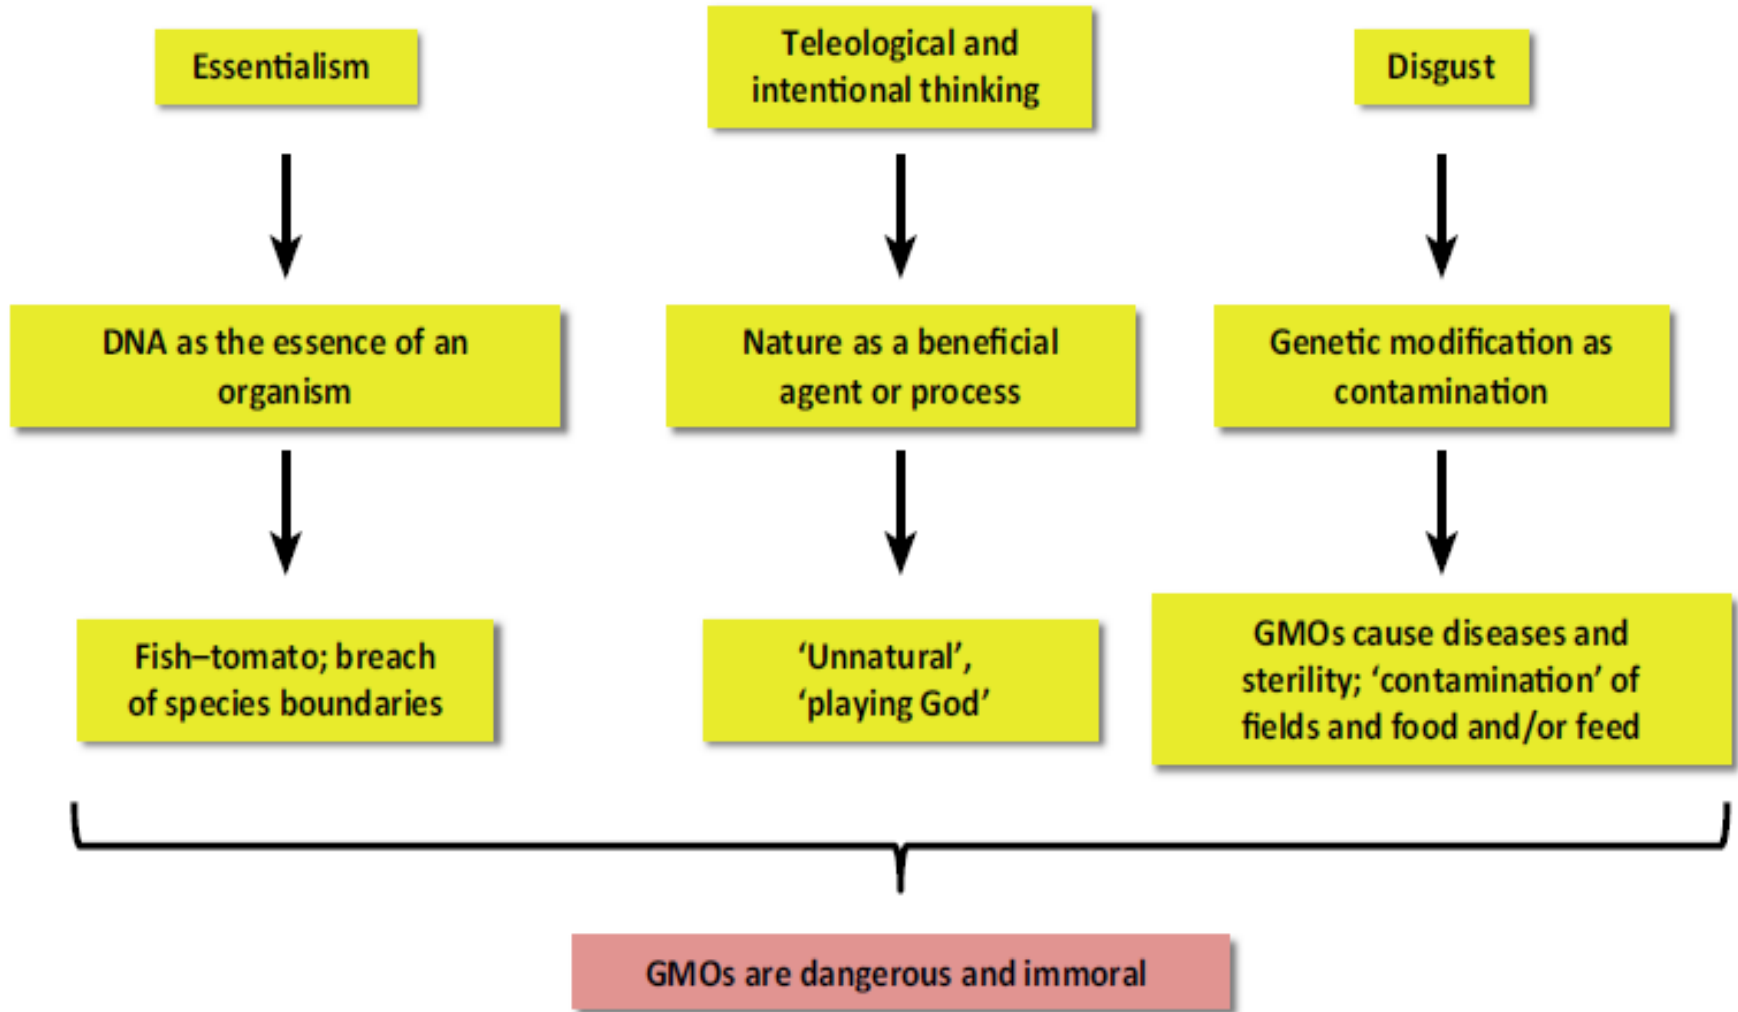 Essentialism
Teleological and
intentional thinking
Disgust
DNA as the essence of an
organism
Nature as a beneficial
agent or process
Genetic modification as
contamination
Fish–tomato; breach
of species boundaries
‘Unnatural’,
‘playing God’
GMOs cause diseases and
sterility; ‘contamination’ of
fields and food and/or feed
GMOs are dangerous and immoral